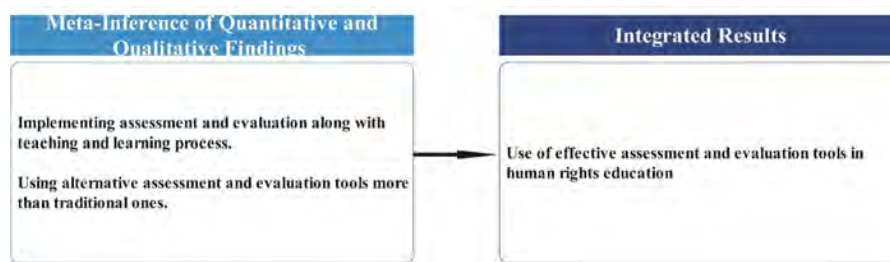 Meta-Inference of Quantitative and
Qualitative Findings
Integrated Results
Implementing assessment and evaluation along with
teaching and learning process.
Using alternative assessment and evaluation tools more
than traditional ones.
Use of effective assessment and evaluation tools in
human rights education